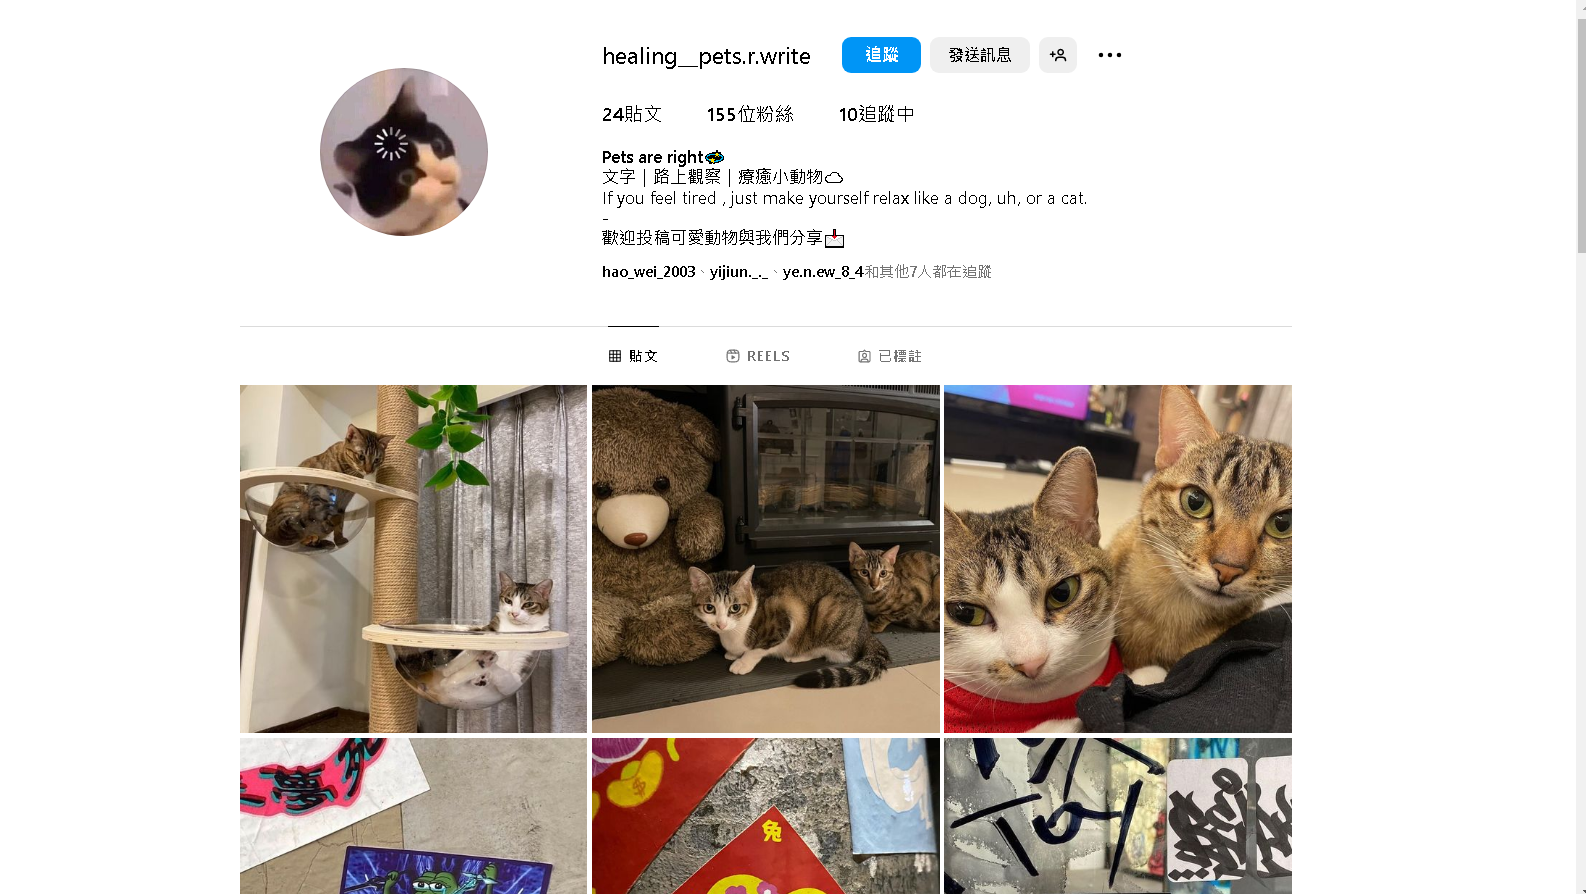 healing__pets.r.write 追蹤 發送訊息
24貼文 155位粉絲 10追蹤中
Pets are right
文字｜路上觀察｜療癒小動物
If you feel tired , just make yourself relax like a dog, uh, or a cat.
-
歡迎投稿可愛動物與我們分享
hao_wei_2003、yijiun._._、ye.n.ew_8_4和其他7人都在追蹤
貼文 REELS 已標註
兔